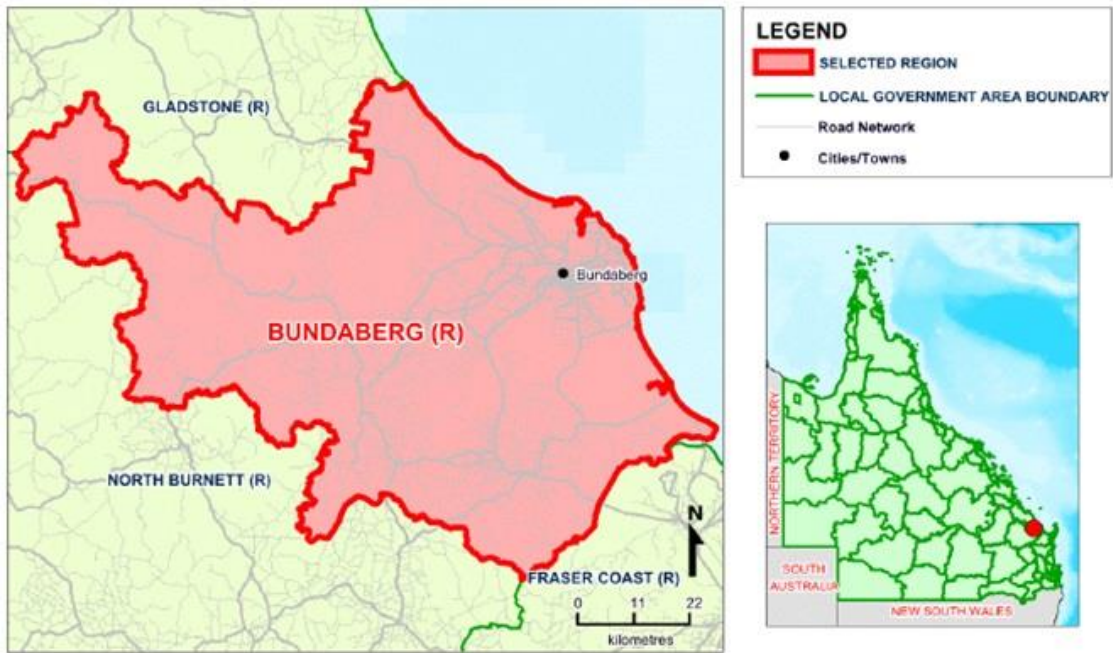 GLADSTONE (R)
Bundaberg
BUNDABERG (R)
NORTH BURNETT (R)
N
FRASER COAST (R)
0 11 22
kilometres
LEGEND
SELECTED REGION
LOCAL GOVERNMENT AREA BOUNDARY
Road Network
Cities/Towns
NORTHERN TERRITORY
SOUTH
AUSTRALIA
NEW SOUTH WALES